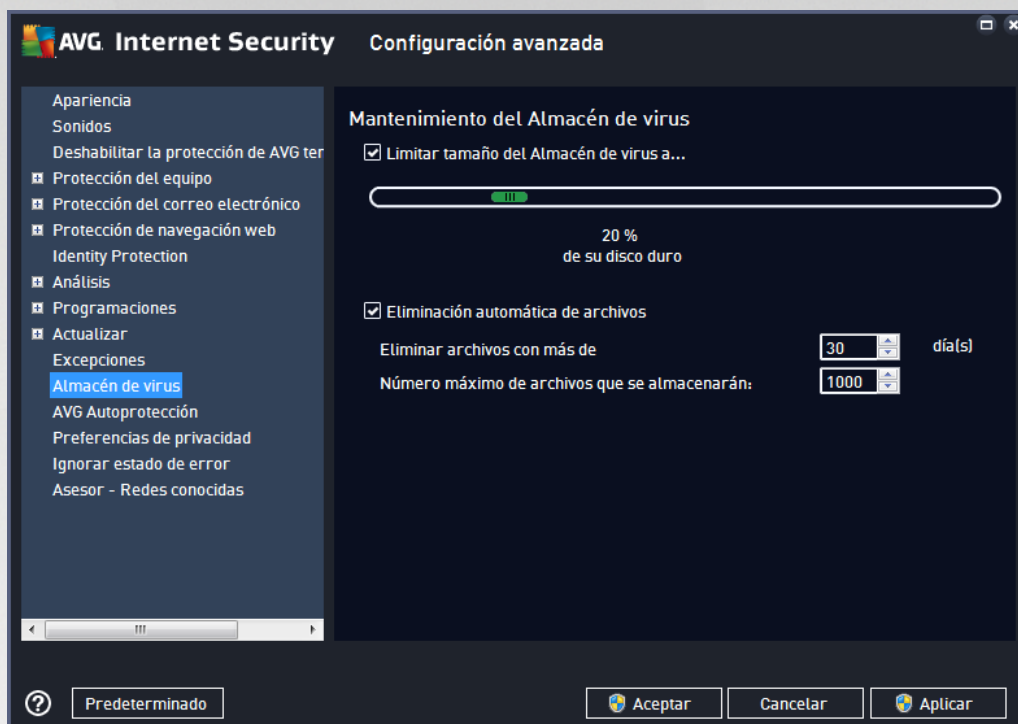 AVG. Internet Security
Configuración avanzada
Apariencia
Sonidos
Deshabilitar la protección de AVG ter
Protección del equipo
Protección del correo electrónico
Protección de navegación web
Identity Protection
Análisis
Programaciones
Actualizar
Excepciones
Almacén de virus
AVG Autoprotección
Preferencias de privacidad
Ignorar estado de error
Asesor - Redes conocidas
Mantenimiento del Almacén de virus
Limitar tamaño del Almacén de virus a...
20 %
de su disco duro
Eliminación automática de archivos
Eliminar archivos con más de 30 día(s)
Número máximo de archivos que se almacenarán: 1000
? Predeterminado Aceptar Cancelar Aplicar